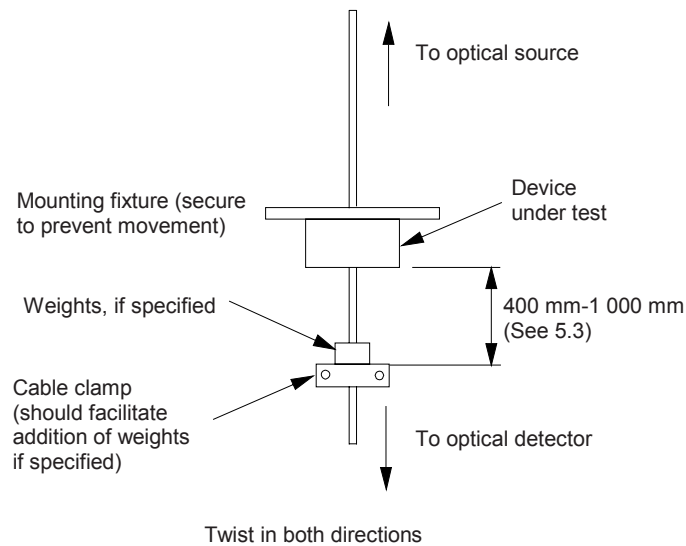 To optical source
Mounting fixture (secure
to prevent movement)
Device
under test
Weights, if specified
400 mm-1 000 mm
(See 5.3)
Cable clamp
(should facilitate
addition of weights
if specified)
To optical detector
Twist in both directions